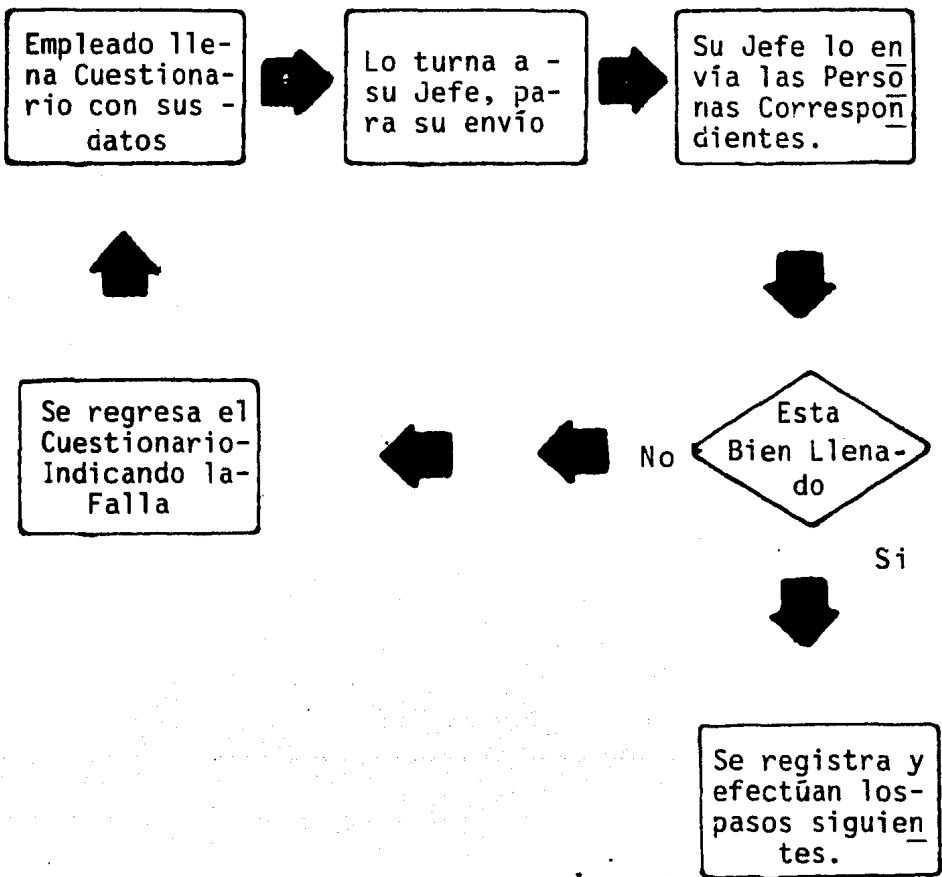 Empleado lle-
na Cuestiona-
rio con sus -
datos
Lo turna a -
su Jefe, pa-
ra su envío
Su Jefe lo en
vía las Perso
nas Correspon
dientes.
Esta
Bien Llena-
do
No
Si
Se regresa el
Cuestionario-
Indicando la-
Falla
Se registra y
efectúan los-
pasos siguien
tes.